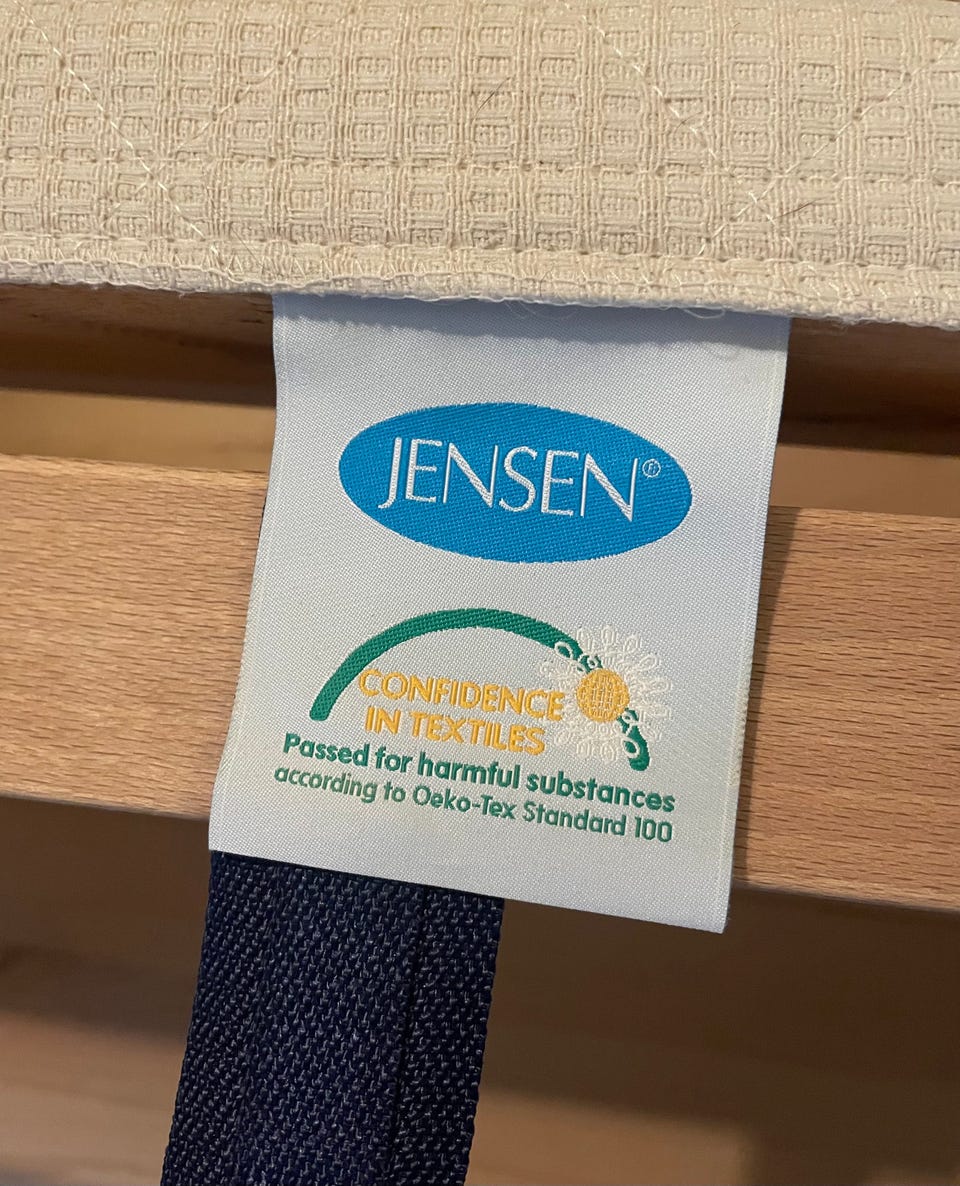 JENSEN®
CONFIDENCE
IN TEXTILES
Passed for harmful substances
according to Oeko-Tex Standard 100